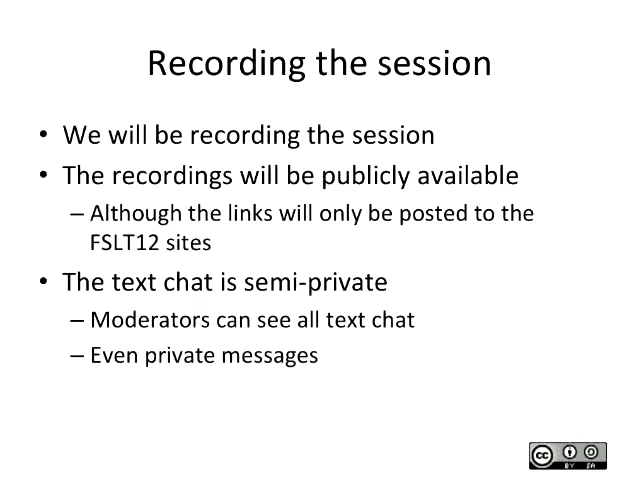 Recording the session
• We will be recording the session
• The recordings will be publicly available
– Although the links will only be posted to the
FSLT12 sites
• The text chat is semi-private
– Moderators can see all text chat
– Even private messages
cc
BY SA